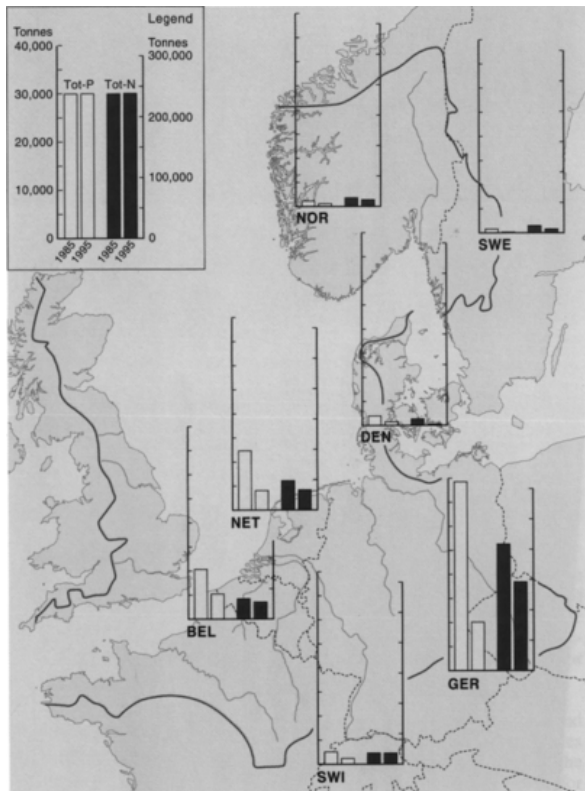 Legend
Tonnes
Tonnes
40,000
300,000
Tot-P
Tot-N
30,000
200,000
20,000
100,000
10,000
0
0
1985
1995
1985
1995
NOR
SWE
DEN
NET
BEL
GER
SWI